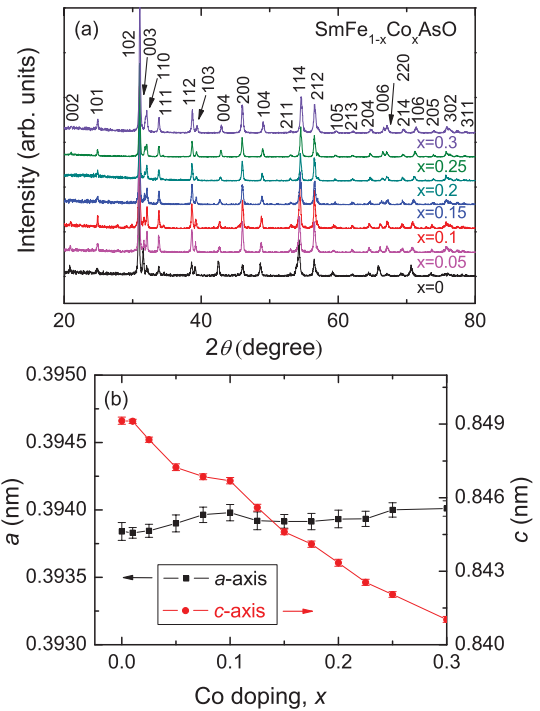 (a)
SmFe1-xCoxAsO
Intensity (arb. units)
002
101
102
003
110
111
112
103
004
200
104
211
114
212
105
213
204
006
220
214
106
205
302
311
x=0.3
x=0.25
x=0.2
x=0.15
x=0.1
x=0.05
x=0
20 40 60 80
2θ (degree)
(b)
0.3950
0.3945
0.3940
0.3935
0.3930
a (nm)
0.849
0.846
0.843
0.840
c (nm)
a-axis
c-axis
0.0 0.1 0.2 0.3
Co doping, x